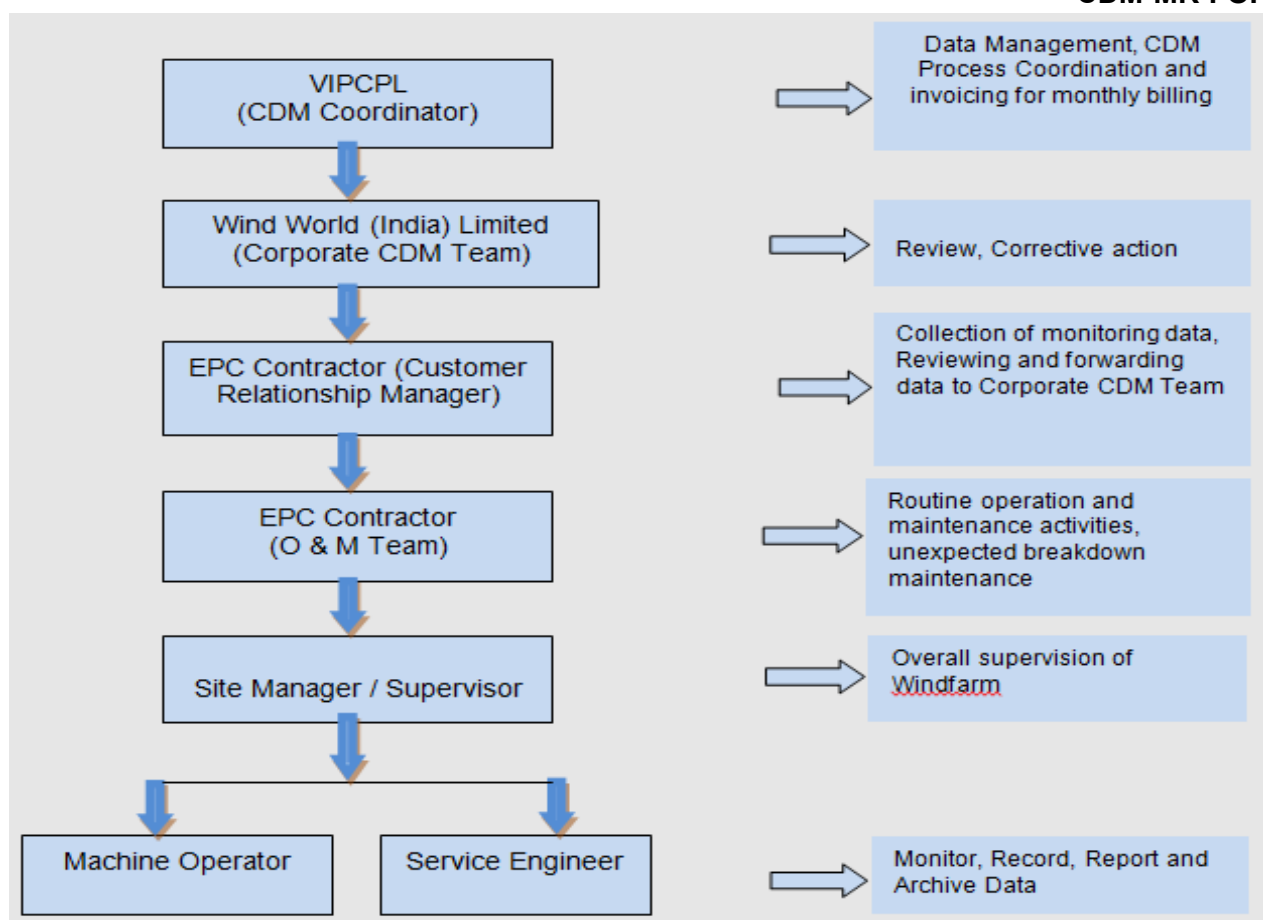 VIPCPL
(CDM Coordinator)
Data Management, CDM
Process Coordination and
invoicing for monthly billing
Wind World (India) Limited
(Corporate CDM Team)
Review, Corrective action
EPC Contractor (Customer
Relationship Manager)
Collection of monitoring data,
Reviewing and forwarding
data to Corporate CDM Team
EPC Contractor
(O & M Team)
Routine operation and
maintenance activities,
unexpected breakdown
maintenance
Site Manager / Supervisor
Overall supervision of
Windfarm
Machine Operator
Service Engineer
Monitor, Record, Report and
Archive Data